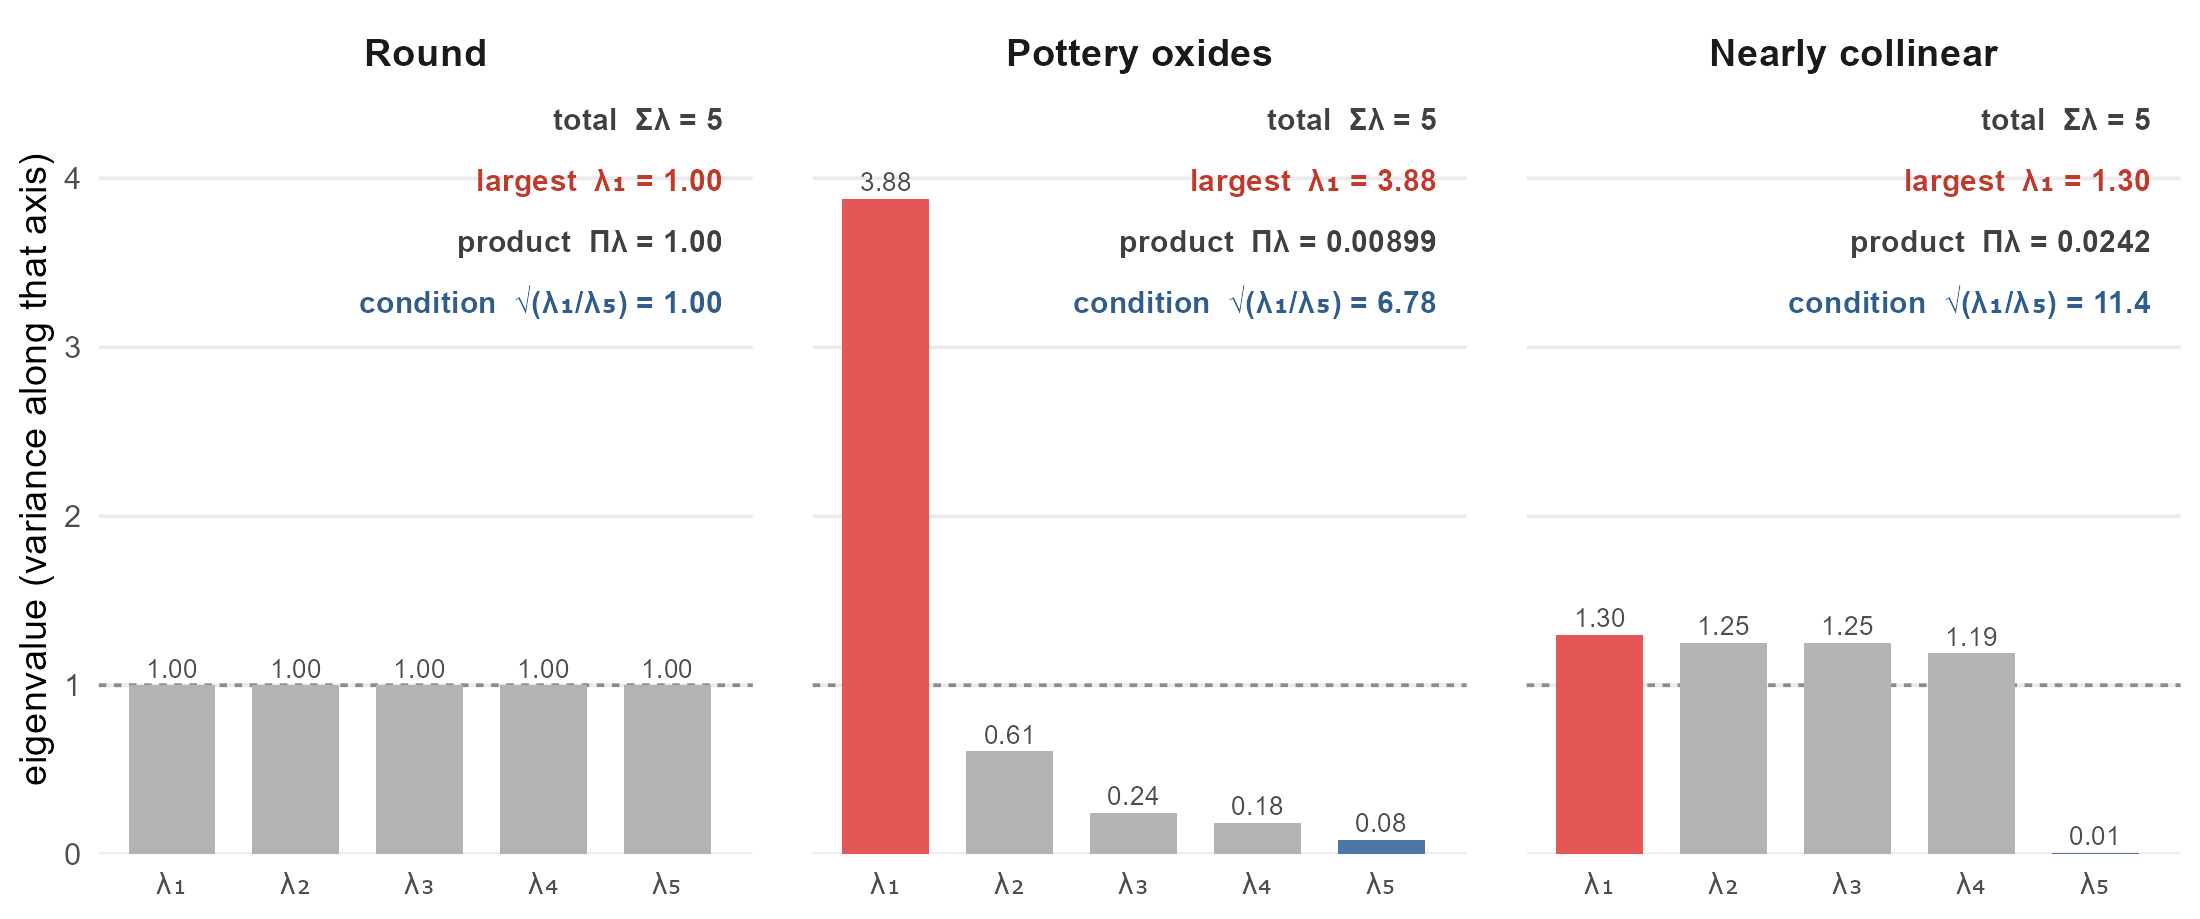 Round
total Σλ = 5
largest λ₁ = 1.00
product Πλ = 1.00
condition √(λ₁/λ₅) = 1.00
1.00 1.00 1.00 1.00 1.00
λ₁ λ₂ λ₃ λ₄ λ₅
eigenvalue (variance along that axis)
4
3
2
1
0
Pottery oxides
total Σλ = 5
largest λ₁ = 3.88
product Πλ = 0.00899
condition √(λ₁/λ₅) = 6.78
3.88
0.61
0.24
0.18
0.08
λ₁ λ₂ λ₃ λ₄ λ₅
Nearly collinear
total Σλ = 5
largest λ₁ = 1.30
product Πλ = 0.0242
condition √(λ₁/λ₅) = 11.4
1.30
1.25
1.25
1.19
0.01
λ₁ λ₂ λ₃ λ₄ λ₅